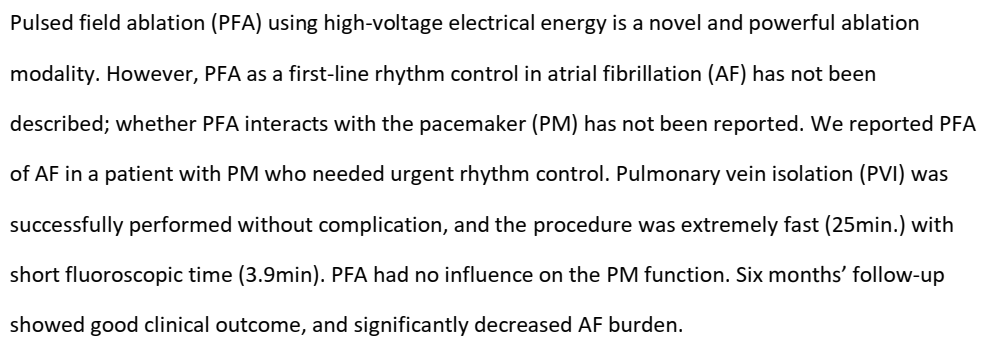 Pulsed field ablation (PFA) using high-voltage electrical energy is a novel and powerful ablation
modality. However, PFA as a first-line rhythm control in atrial fibrillation (AF) has not been
described; whether PFA interacts with the pacemaker (PM) has not been reported. We reported PFA
of AF in a patient with PM who needed urgent rhythm control. Pulmonary vein isolation (PVI) was
successfully performed without complication, and the procedure was extremely fast (25min.) with
short fluoroscopic time (3.9min). PFA had no influence on the PM function. Six months’ follow-up
showed good clinical outcome, and significantly decreased AF burden.